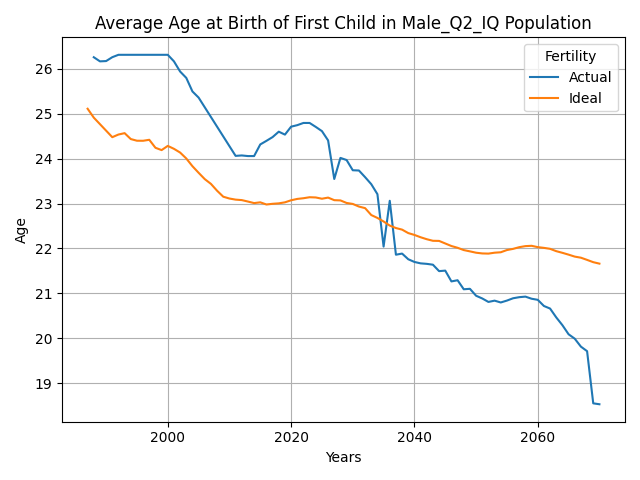 Average Age at Birth of First Child in Male_Q2_IQ Population
Fertility
Actual
Ideal
Age
26
25
24
23
22
21
20
19
2000 2020 2040 2060
Years